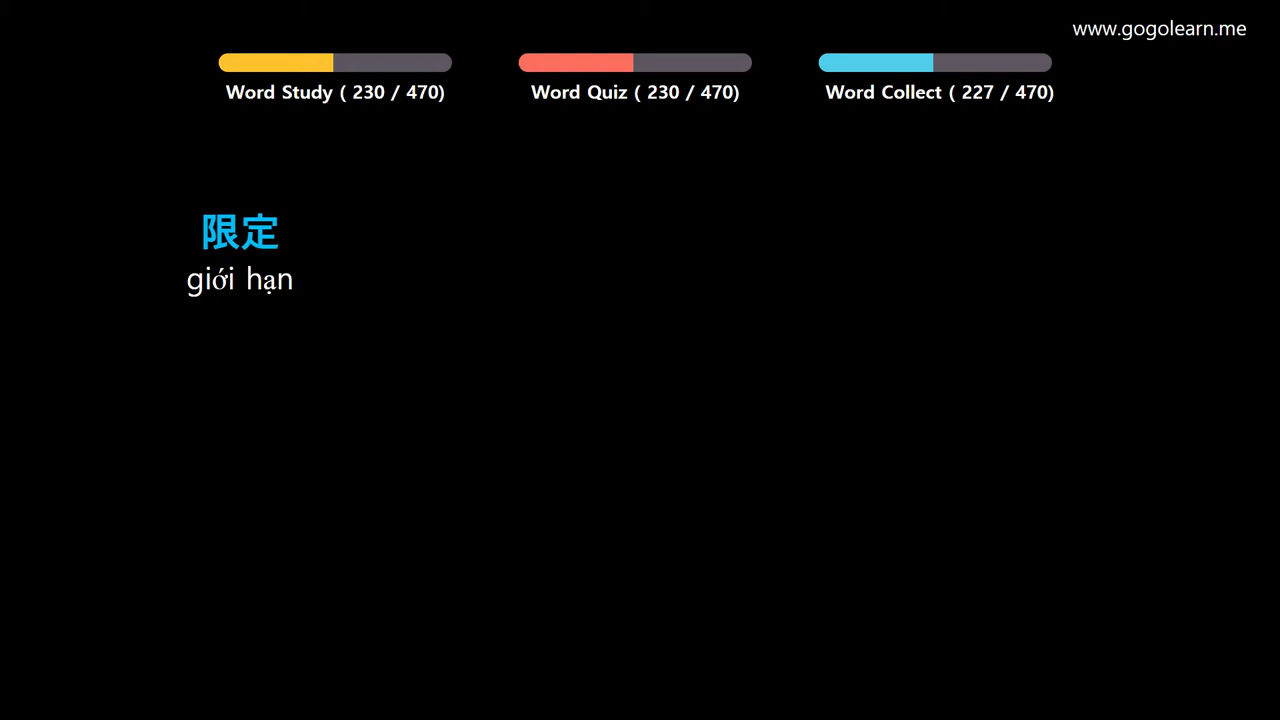 www.gogolearn.me
Word Study ( 230 / 470)
Word Quiz ( 230 / 470)
Word Collect ( 227 / 470)
限定
giới hạn